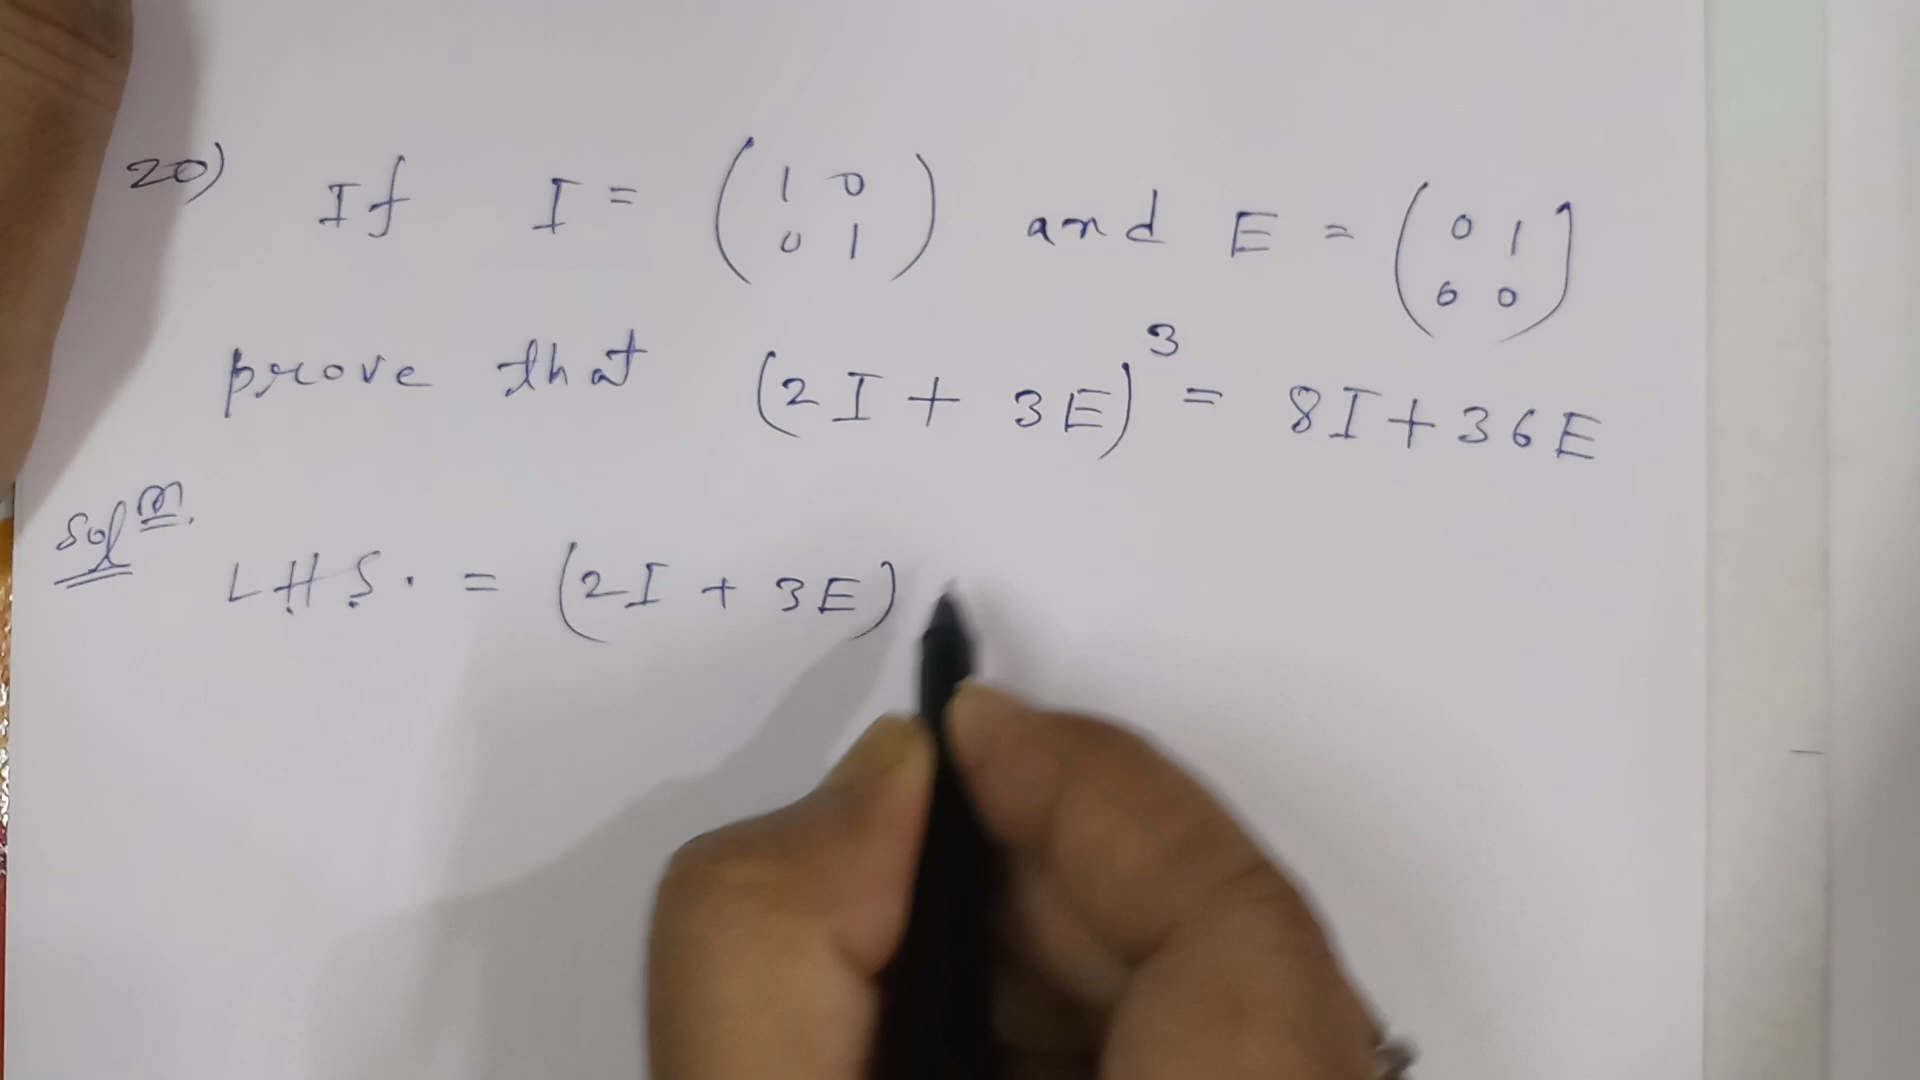 20) If I = ( 1 0 0 1 ) and E = ( 0 1 0 0 )
prove that (2I + 3E)³ = 8I + 36E
Solⁿ.
L.H.S. = (2I + 3E)